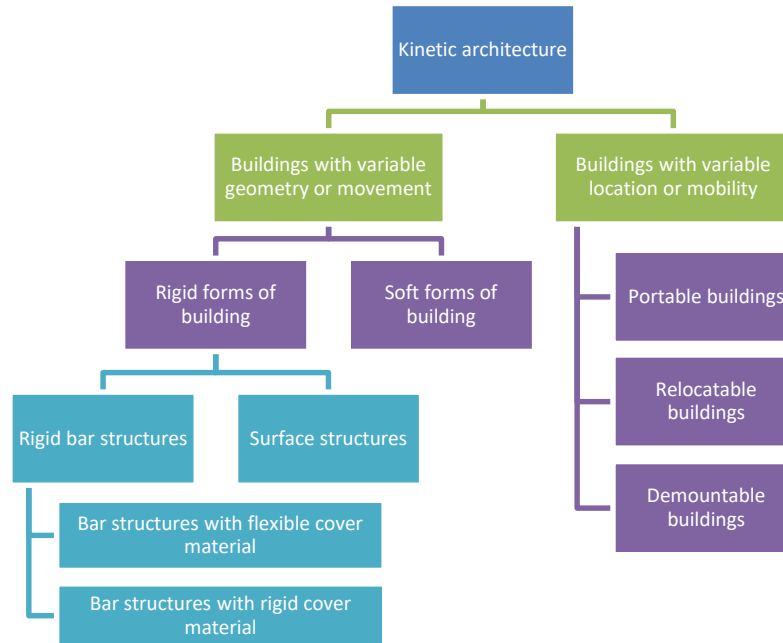 Kinetic architecture
Buildings with variable
geometry or movement
Buildings with variable
location or mobility
Rigid forms of
building
Soft forms of
building
Portable buildings
Relocatable
buildings
Demountable
buildings
Rigid bar structures
Surface structures
Bar structures with flexible cover
material
Bar structures with rigid cover
material